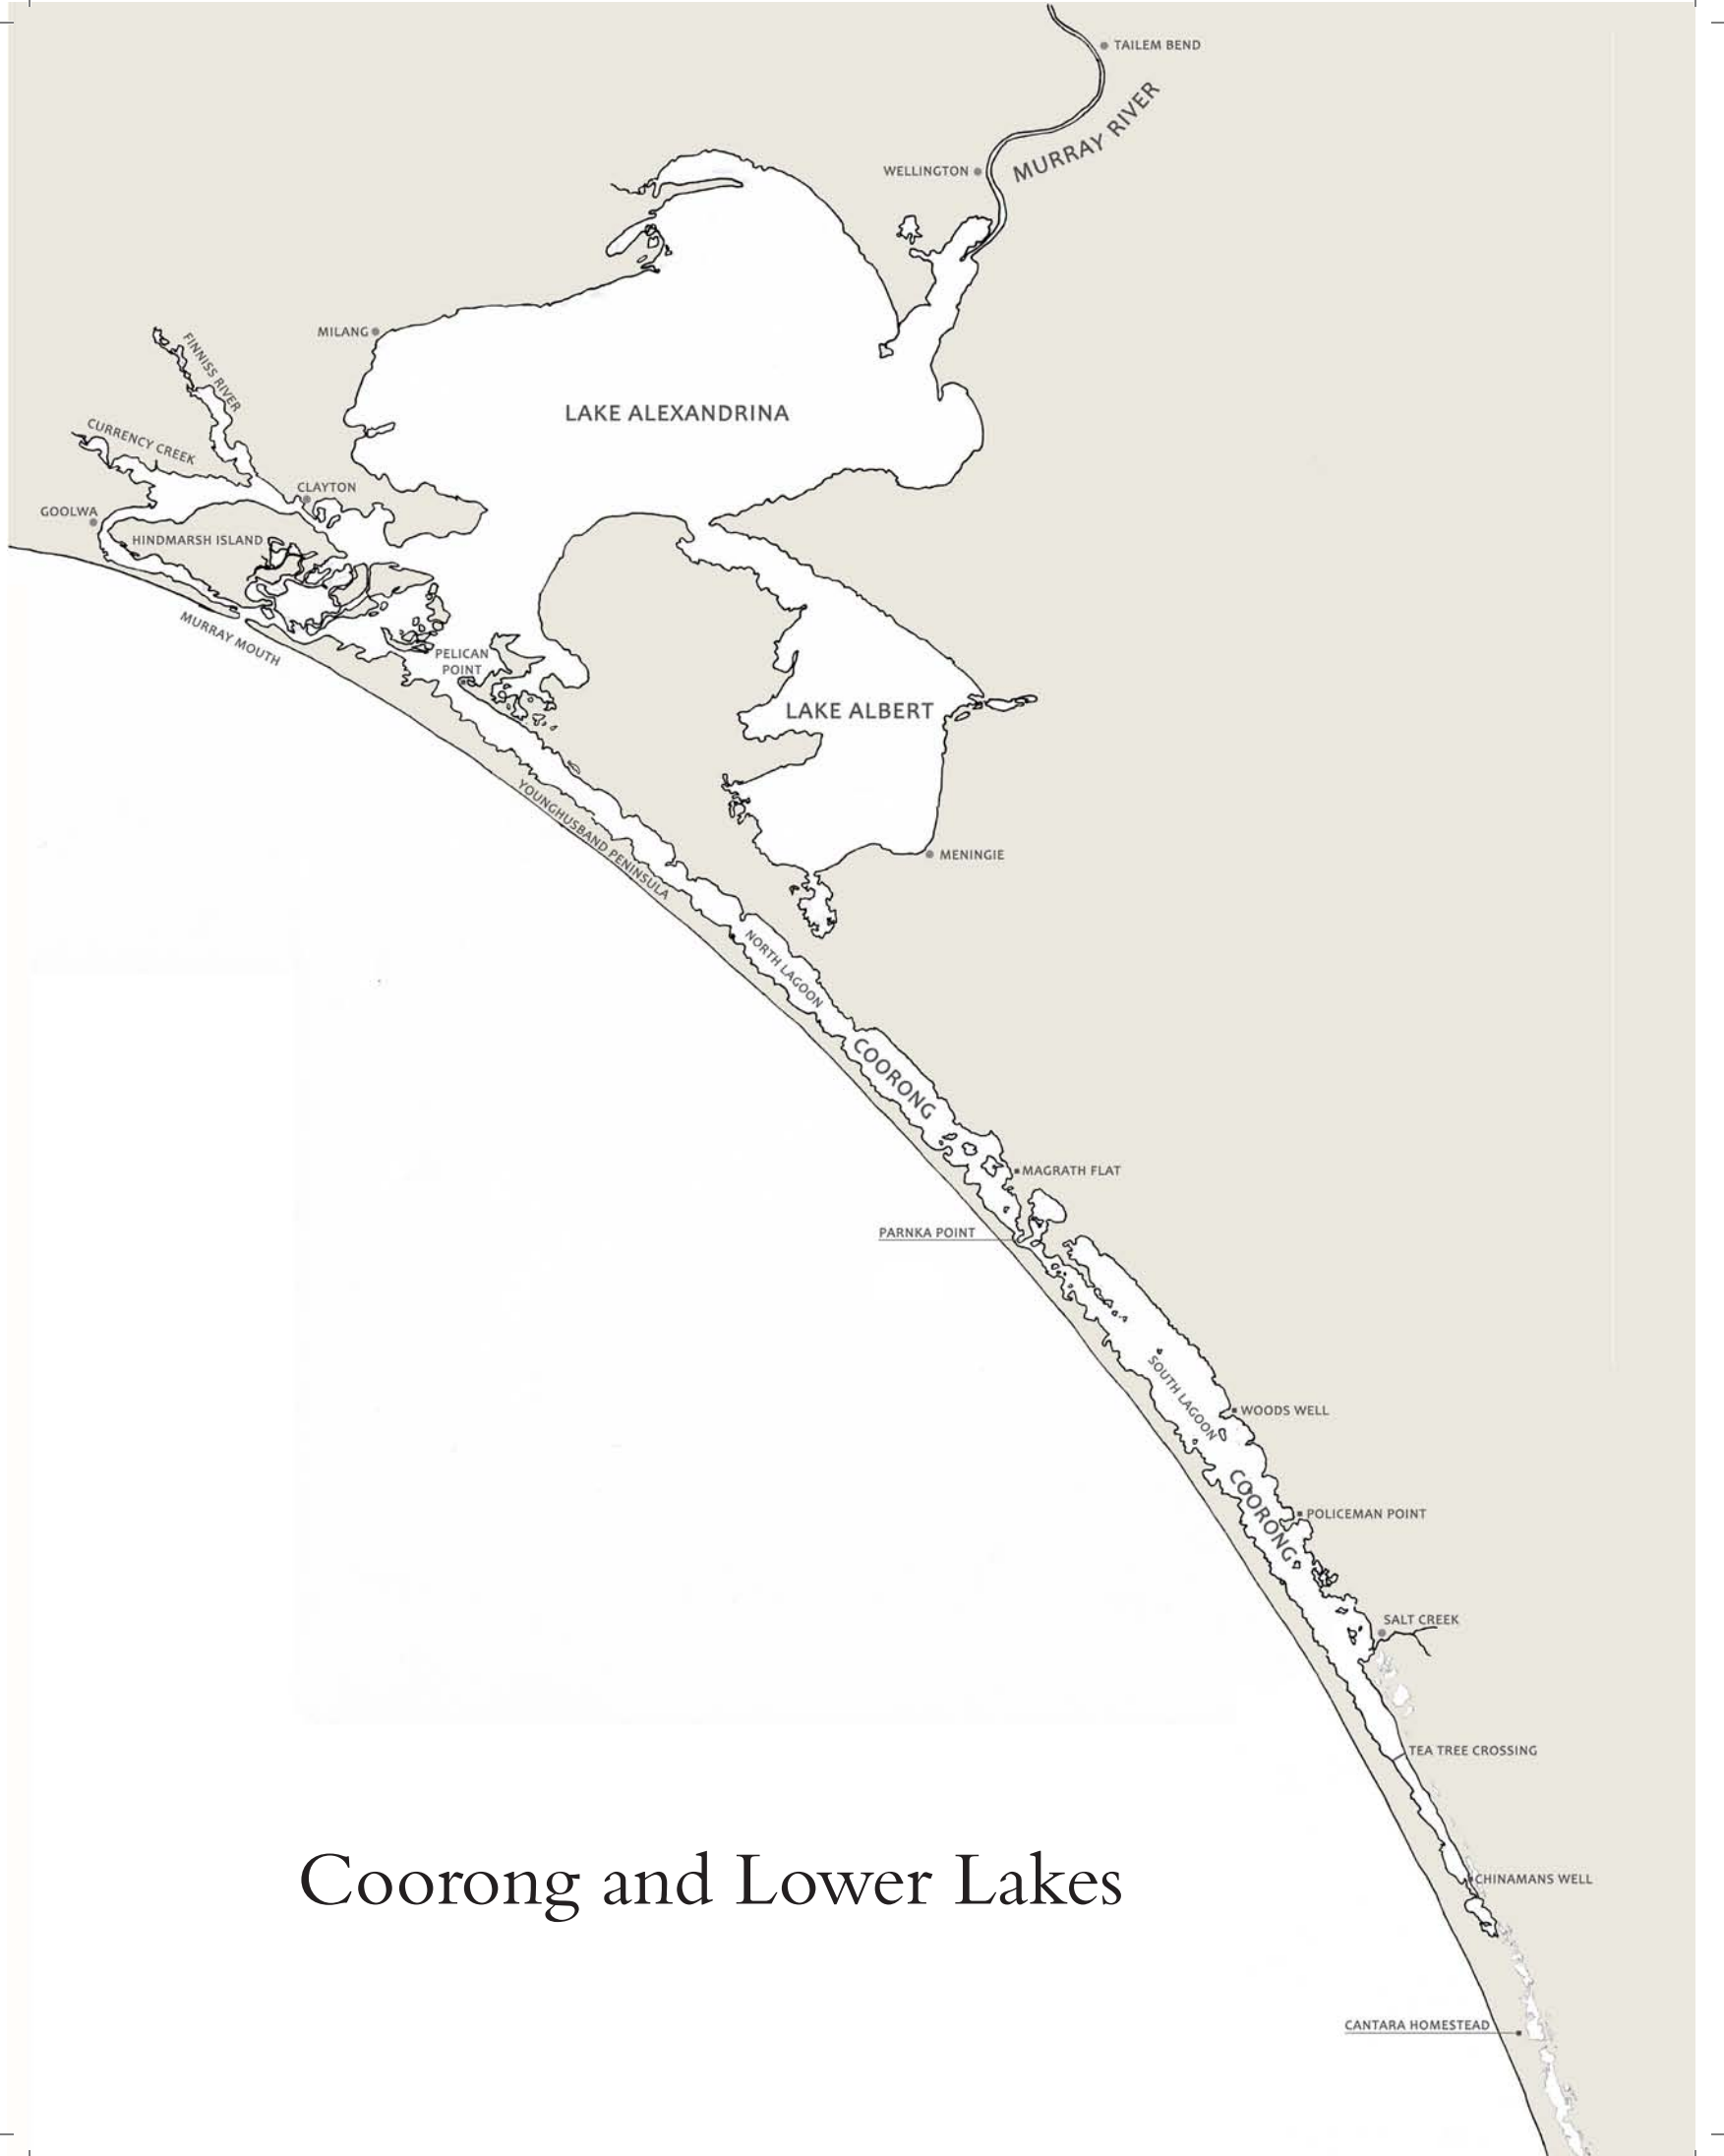 TAILEM BEND
MURRAY RIVER
WELLINGTON
MILANG
FINNISS RIVER
LAKE ALEXANDRINA
CURRENCY CREEK
CLAYTON
GOOLWA
HINDMARSH ISLAND
MURRAY MOUTH
PELICAN
POINT
LAKE ALBERT
YOUNGHUSBAND PENINSULA
MENINGIE
NORTH LAGOON
COORONG
MAGRATH FLAT
PARNKA POINT
SOUTH LAGOON
WOODS WELL
COORONG
POLICEMAN POINT
SALT CREEK
TEA TREE CROSSING
Coorong and Lower Lakes
CHINAMANS WELL
CANTARA HOMESTEAD